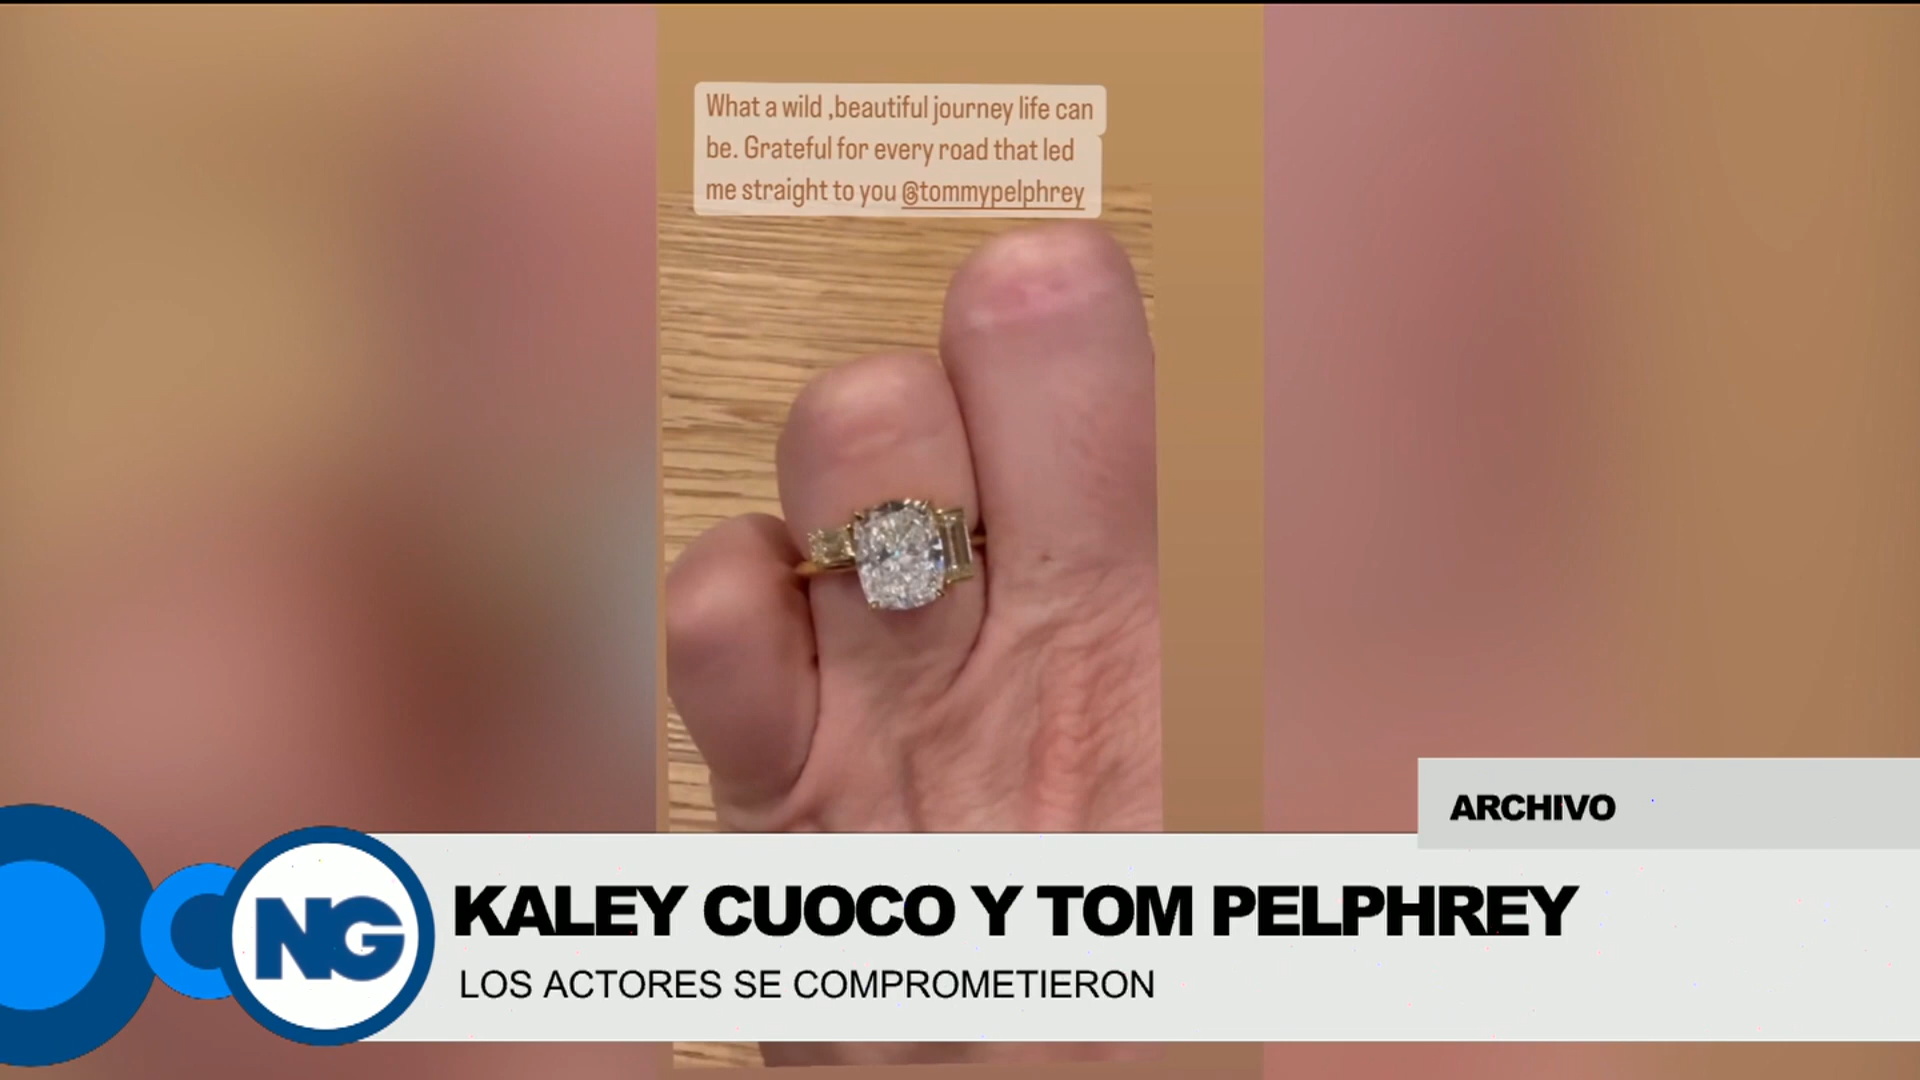 What a wild ,beautiful journey life can
be. Grateful for every road that led
me straight to you @tommypelphrey
ARCHIVO
NG
KALEY CUOCO Y TOM PELPHREY
LOS ACTORES SE COMPROMETIERON